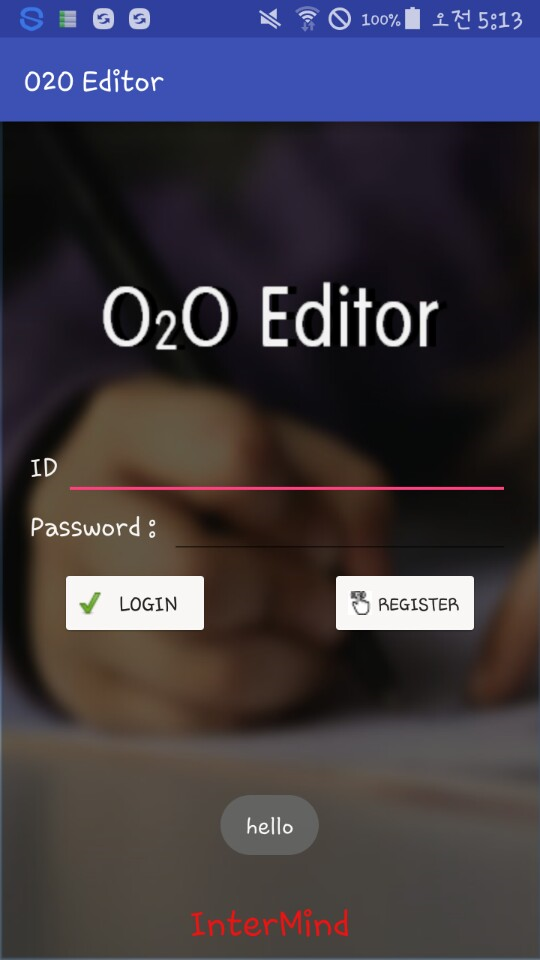 100% 오전 5:13
O2O Editor
O₂O Editor
ID
Password :
LOGIN
REGISTER
hello
InterMind